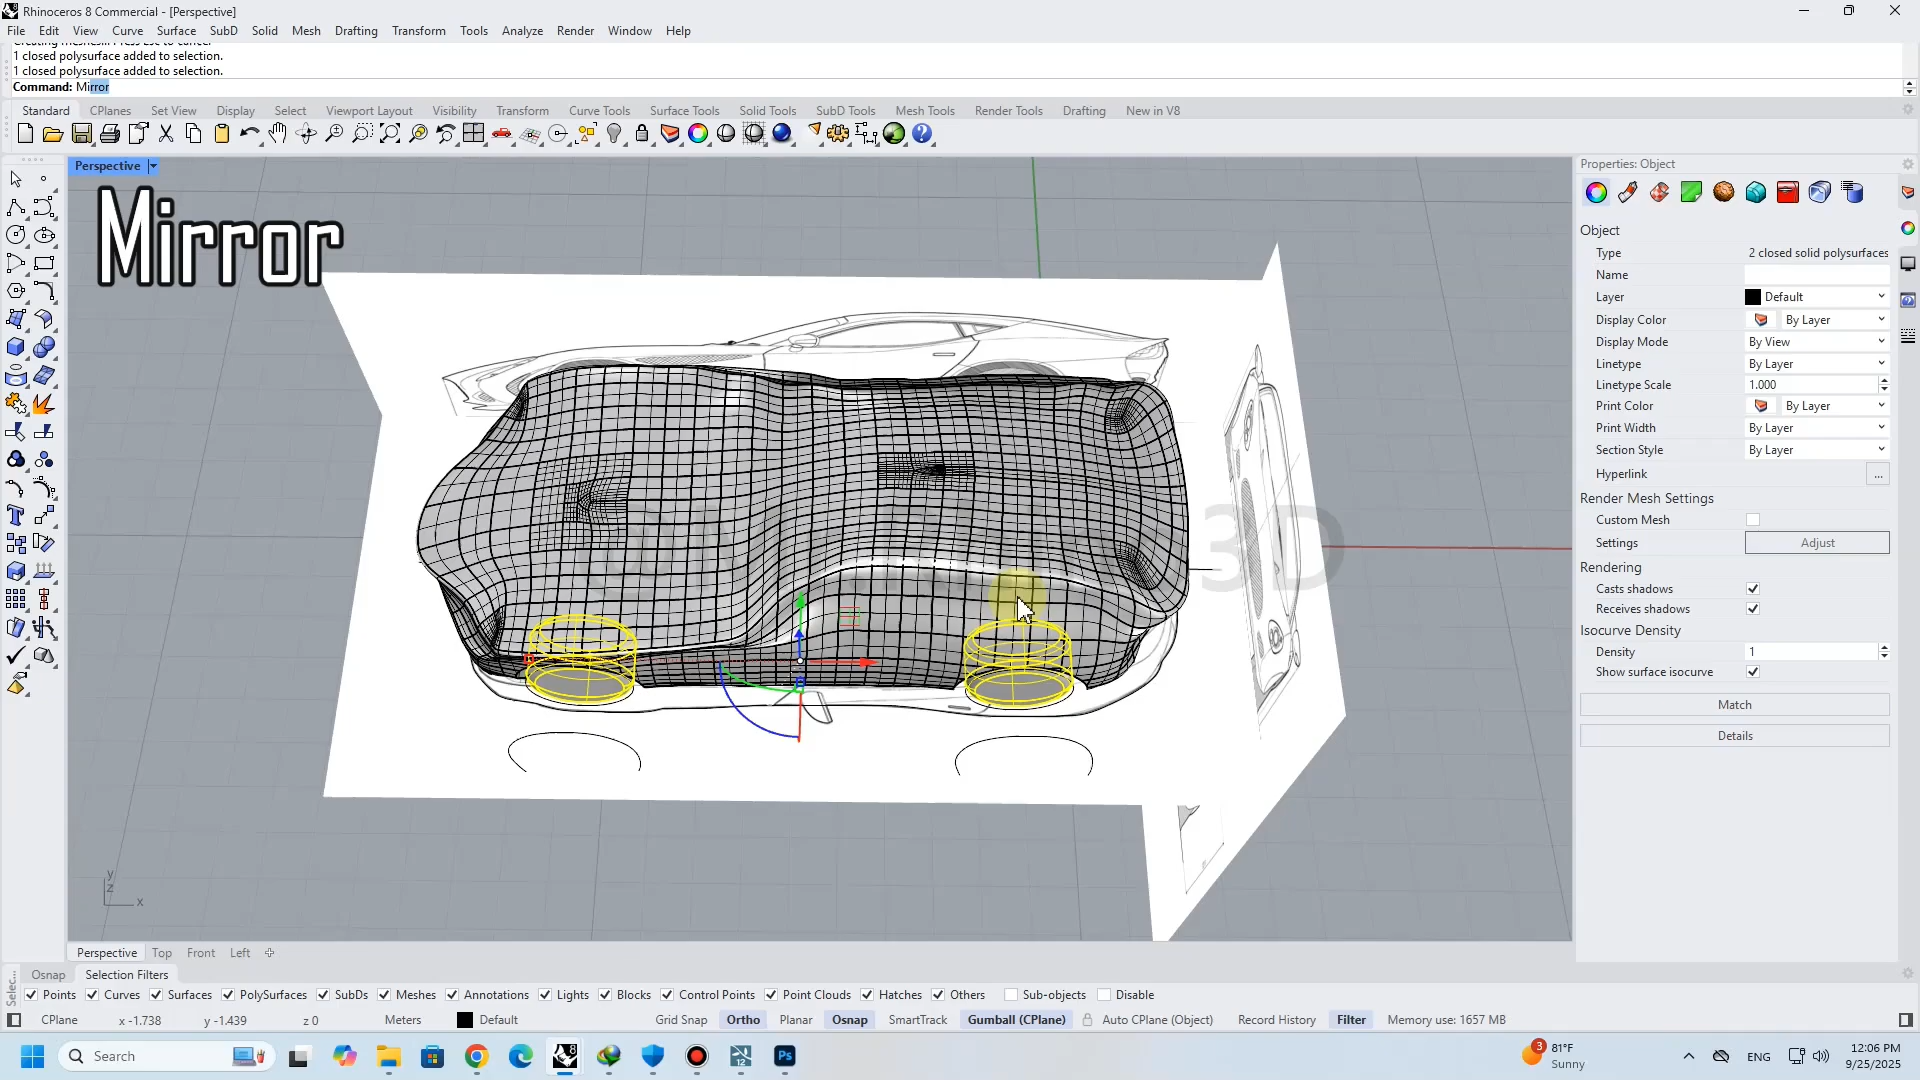 Rhinoceros 8 Commercial - [Perspective]
File Edit View Curve Surface SubD Solid Mesh Drafting Transform Tools Analyze Render Window Help
1 closed polysurface added to selection.
1 closed polysurface added to selection.
Command: Mirror
Standard CPlanes Set View Display Select Viewport Layout Visibility Transform Curve Tools Surface Tools Solid Tools SubD Tools Mesh Tools Render Tools Drafting New in V8
Perspective
Mirror
3D
y
z
x
Properties: Object
Object
Type 2 closed solid polysurfaces
Name
Layer Default
Display Color By Layer
Display Mode By View
Linetype By Layer
Linetype Scale 1.000
Print Color By Layer
Print Width By Layer
Section Style By Layer
Hyperlink ...
Render Mesh Settings
Custom Mesh
Settings Adjust
Rendering
Casts shadows
Receives shadows
Isocurve Density
Density 1
Show surface isocurve
Match
Details
Perspective Top Front Left
Selec...
Osnap Selection Filters
Points Curves Surfaces PolySurfaces SubDs Meshes Annotations Lights Blocks Control Points Point Clouds Hatches Others Sub-objects Disable
CPlane x -1.738 y -1.439 z 0 Meters Default Grid Snap Ortho Planar Osnap SmartTrack Gumball (CPlane) Auto CPlane (Object) Record History Filter Memory use: 1657 MB
Search
8
12
Ps
3
81°F
Sunny
ENG
12:06 PM
9/25/2025